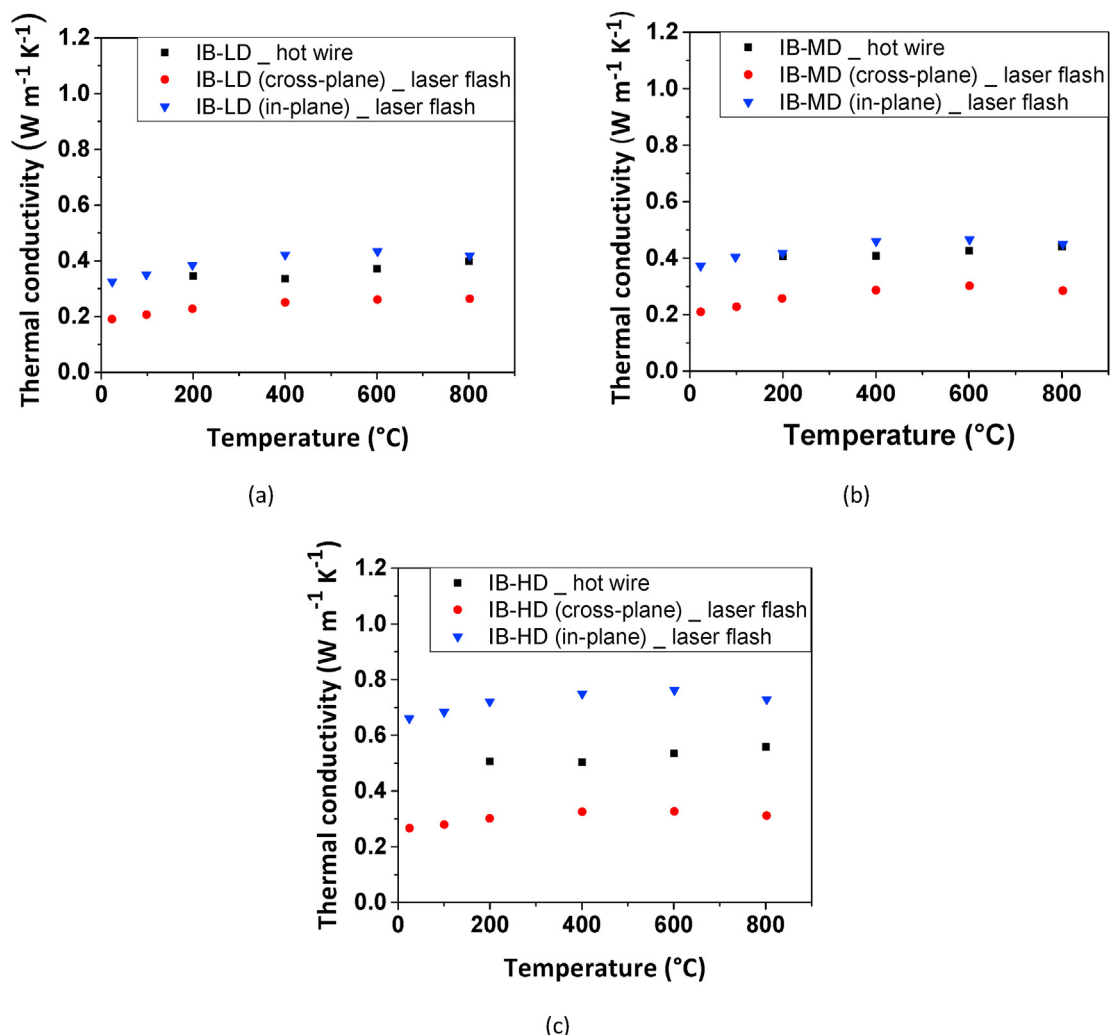 1.2
1.0
0.8
0.6
0.4
0.2
0.0
Thermal conductivity (W m⁻¹ K⁻¹)
IB-LD _ hot wire
IB-LD (cross-plane) _ laser flash
IB-LD (in-plane) _ laser flash
0 200 400 600 800
Temperature (°C)
(a)
1.2
1.0
0.8
0.6
0.4
0.2
0.0
Thermal conductivity (W m⁻¹ K⁻¹)
IB-MD _ hot wire
IB-MD (cross-plane) _ laser flash
IB-MD (in-plane) _ laser flash
0 200 400 600 800
Temperature (°C)
(b)
1.2
1.0
0.8
0.6
0.4
0.2
0.0
Thermal conductivity (W m⁻¹ K⁻¹)
IB-HD _ hot wire
IB-HD (cross-plane) _ laser flash
IB-HD (in-plane) _ laser flash
0 200 400 600 800
Temperature (°C)
(c)